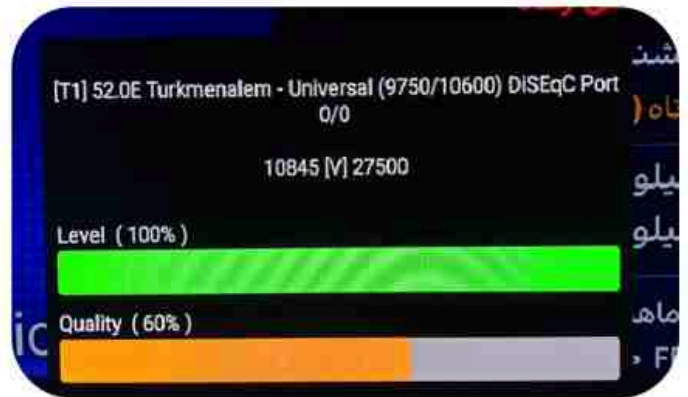 [T1] 52.0E Turkmenalem - Universal (9750/10600) DISEqC Port
0/0
10845 [V] 27500
Level ( 100% )
Quality ( 60% )